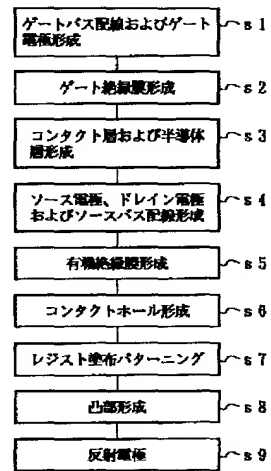 ゲートバス配線およびゲート
電極形成
s 1
ゲート絶縁膜形成
s 2
コンタクト層および半導体
層形成
s 3
ソース電極、ドレイン電極
およびソースバス配線形成
s 4
有機絶縁膜形成
s 5
コンタクトホール形成
s 6
レジスト塗布パターニング
s 7
凸部形成
s 8
反射電極
s 9